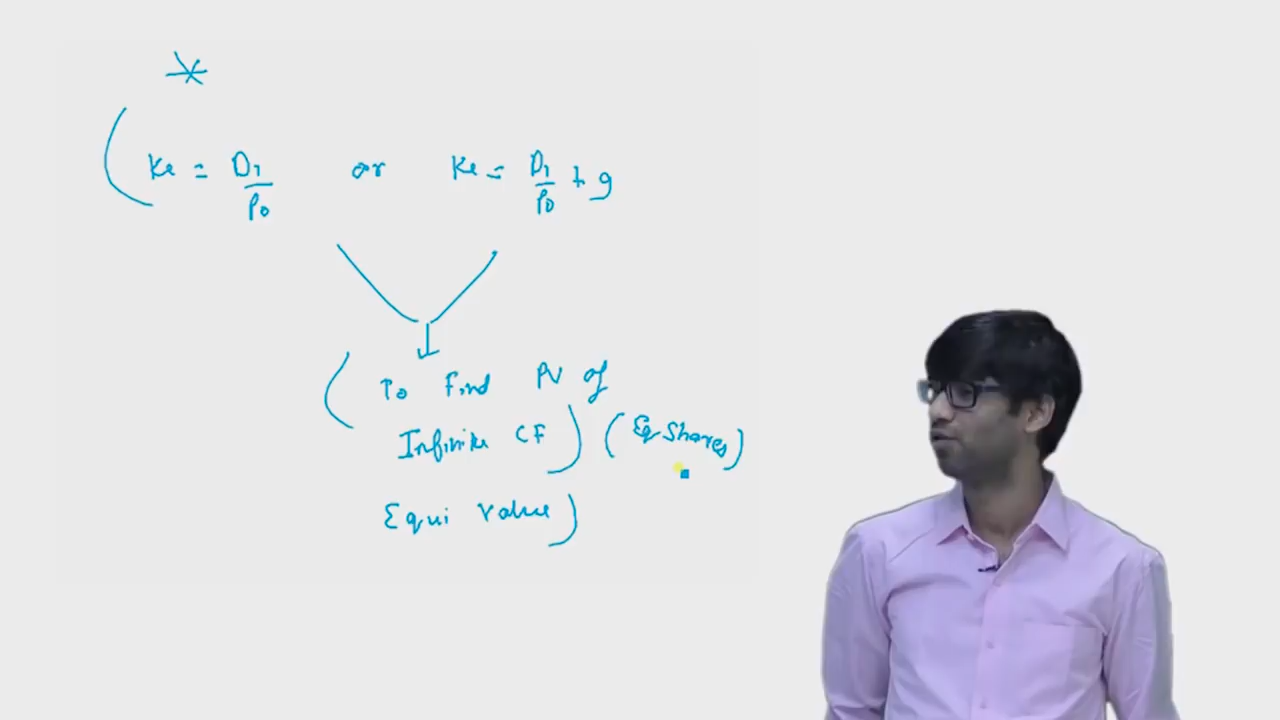 *
( Ke = D1/P0 or Ke = D1/P0 + g
( To Find PV of
Infinite CF ) ( Eq Shares )
Equi Value )